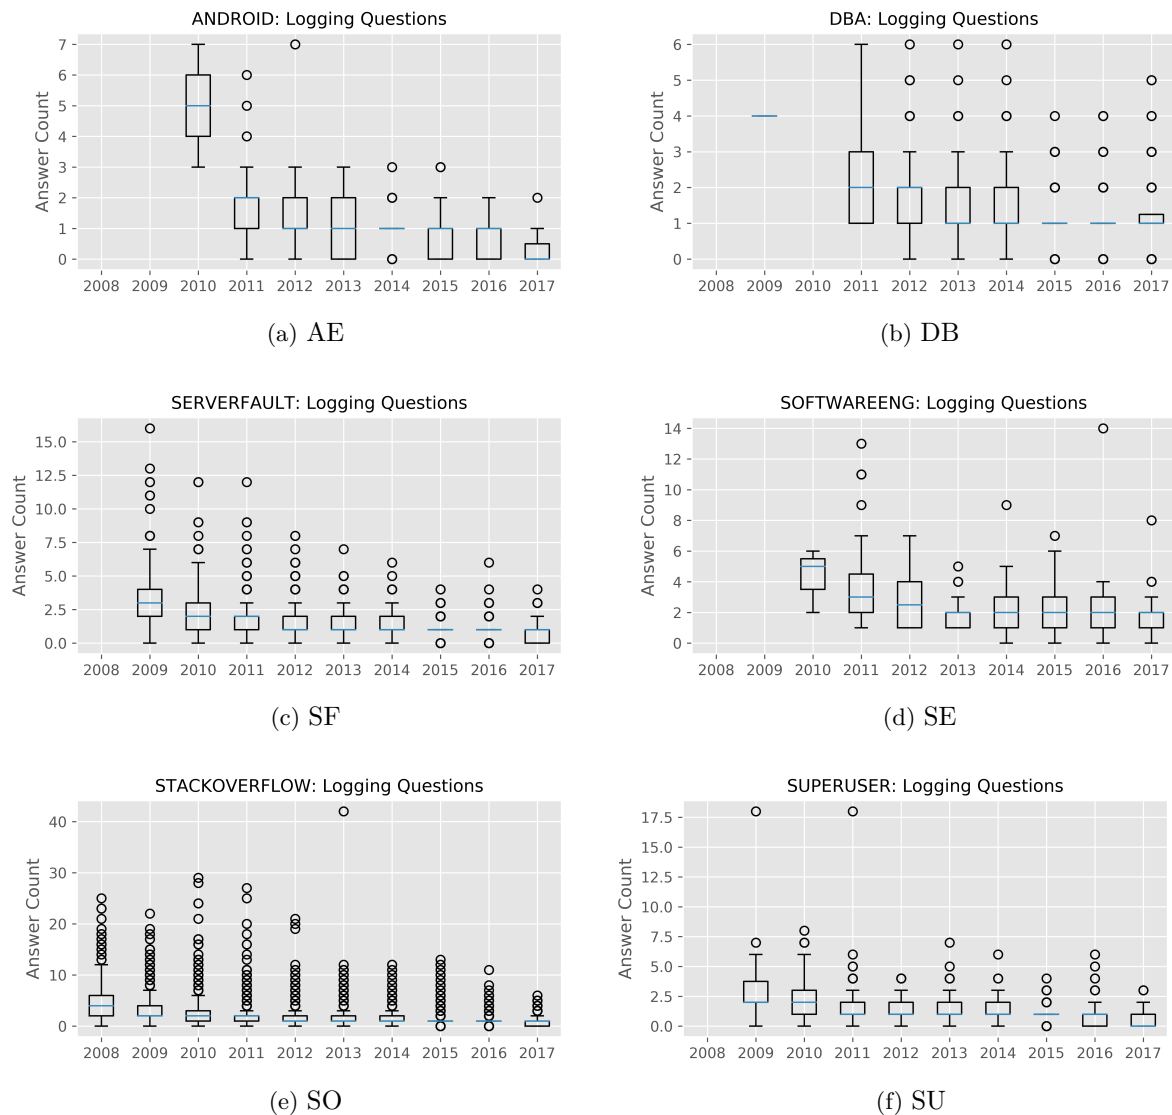 ANDROID: Logging Questions
Answer Count
7
6
5
4
3
2
1
0
2008 2009 2010 2011 2012 2013 2014 2015 2016 2017
(a) AE
DBA: Logging Questions
Answer Count
6
5
4
3
2
1
0
2008 2009 2010 2011 2012 2013 2014 2015 2016 2017
(b) DB
SERVERFAULT: Logging Questions
Answer Count
15.0
12.5
10.0
7.5
5.0
2.5
0.0
2008 2009 2010 2011 2012 2013 2014 2015 2016 2017
(c) SF
SOFTWAREENG: Logging Questions
Answer Count
14
12
10
8
6
4
2
0
2008 2009 2010 2011 2012 2013 2014 2015 2016 2017
(d) SE
STACKOVERFLOW: Logging Questions
Answer Count
40
30
20
10
0
2008 2009 2010 2011 2012 2013 2014 2015 2016 2017
(e) SO
SUPERUSER: Logging Questions
Answer Count
17.5
15.0
12.5
10.0
7.5
5.0
2.5
0.0
2008 2009 2010 2011 2012 2013 2014 2015 2016 2017
(f) SU